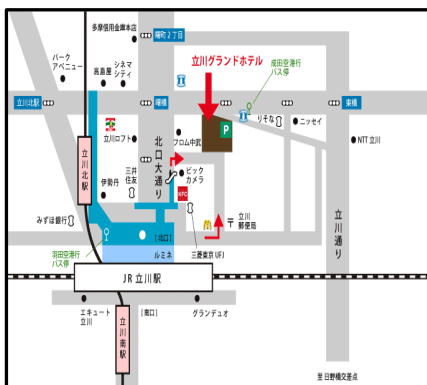 多摩信用金庫本店
曙町2丁目
立川グランドホテル
パーク
アベニュー
シネマ
シティ
高島屋
成田空港行
バス停
立川北駅
曙橋
東橋
P
りそな
ニッセイ
立川ロフト
北口大通り
フロム中武
NTT 立川
立川北駅
三井
住友
ビック
カメラ
伊勢丹
KFC
立川通り
みずほ銀行
立川
郵便局
[北口]
羽田空港行
バス停
ルミネ
三菱東京UFJ
JR 立川駅
エキュート
立川
[南口]
グランデュオ
立川南駅
至 日野橋交差点